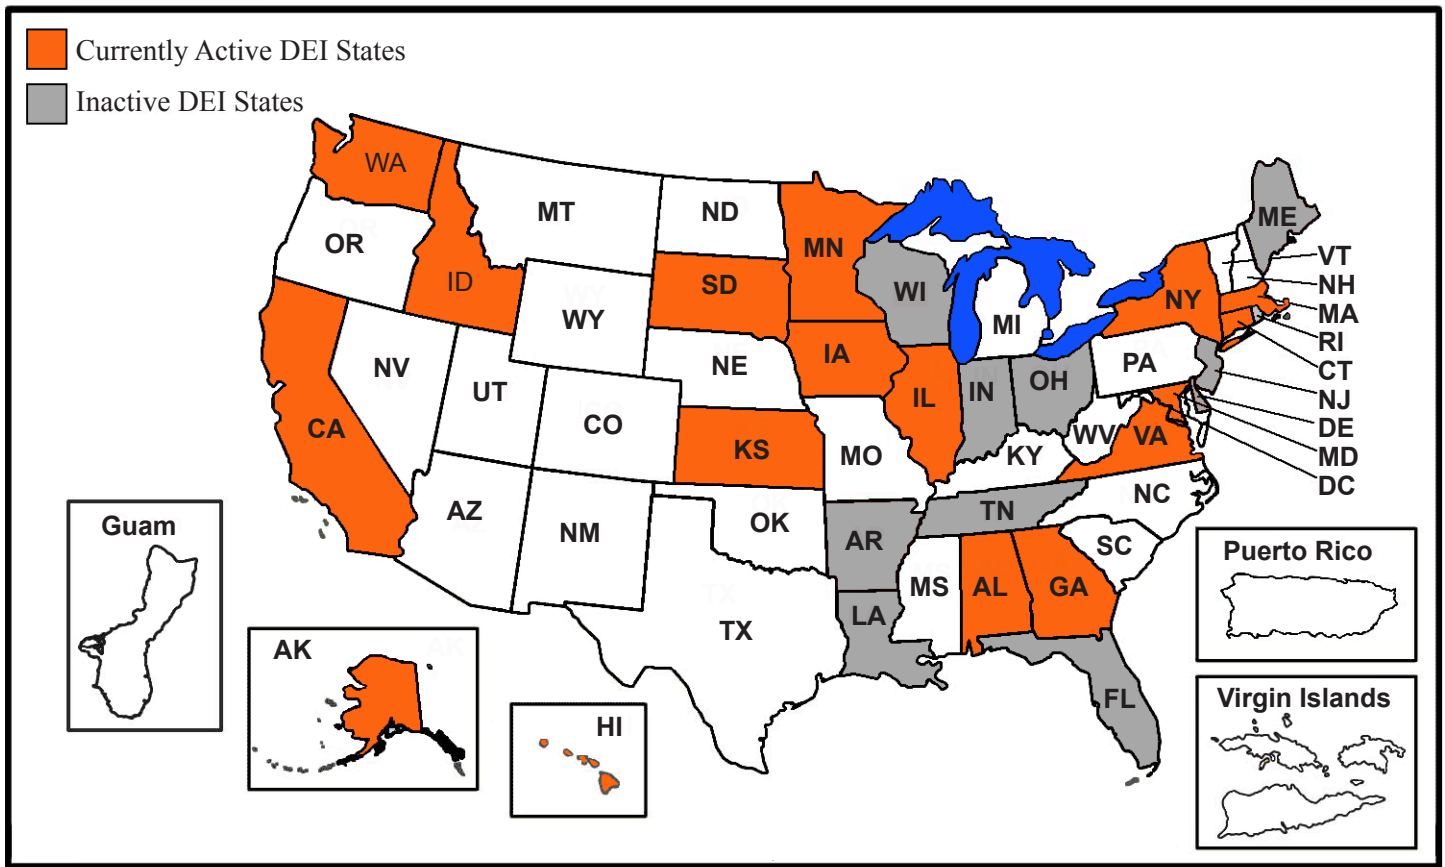 Currently Active DEI States
Inactive DEI States
WA
MT
ND
MN
ME
OR
ID
SD
WI
NY
VT
NH
MA
RI
CT
NJ
DE
MD
DC
WY
MI
NV
UT
NE
IA
PA
CA
CO
KS
IL
IN
OH
MO
KY
WV
VA
AZ
NM
OK
AR
TN
NC
SC
TX
LA
MS
AL
GA
FL
Guam
AK
HI
Puerto Rico
Virgin Islands